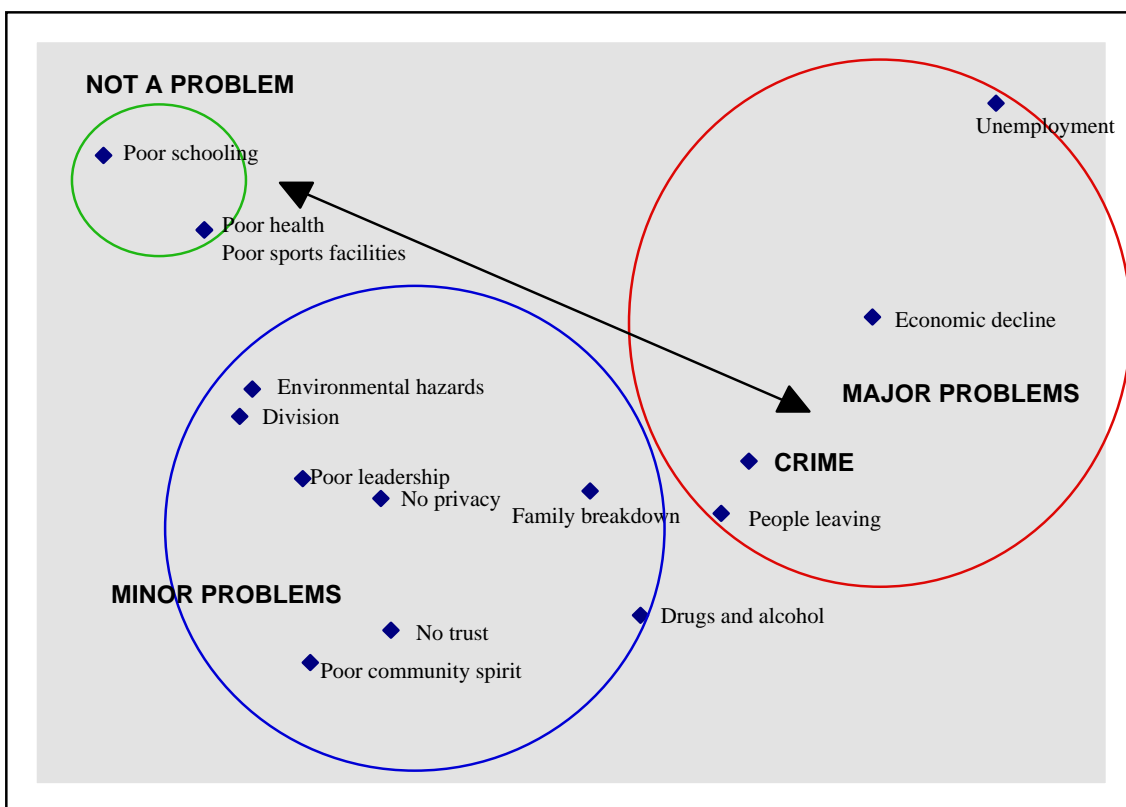 NOT A PROBLEM
Unemployment
Poor schooling
Poor health
Poor sports facilities
Economic decline
Environmental hazards
MAJOR PROBLEMS
Division
CRIME
Poor leadership
No privacy
Family breakdown
People leaving
MINOR PROBLEMS
Drugs and alcohol
No trust
Poor community spirit